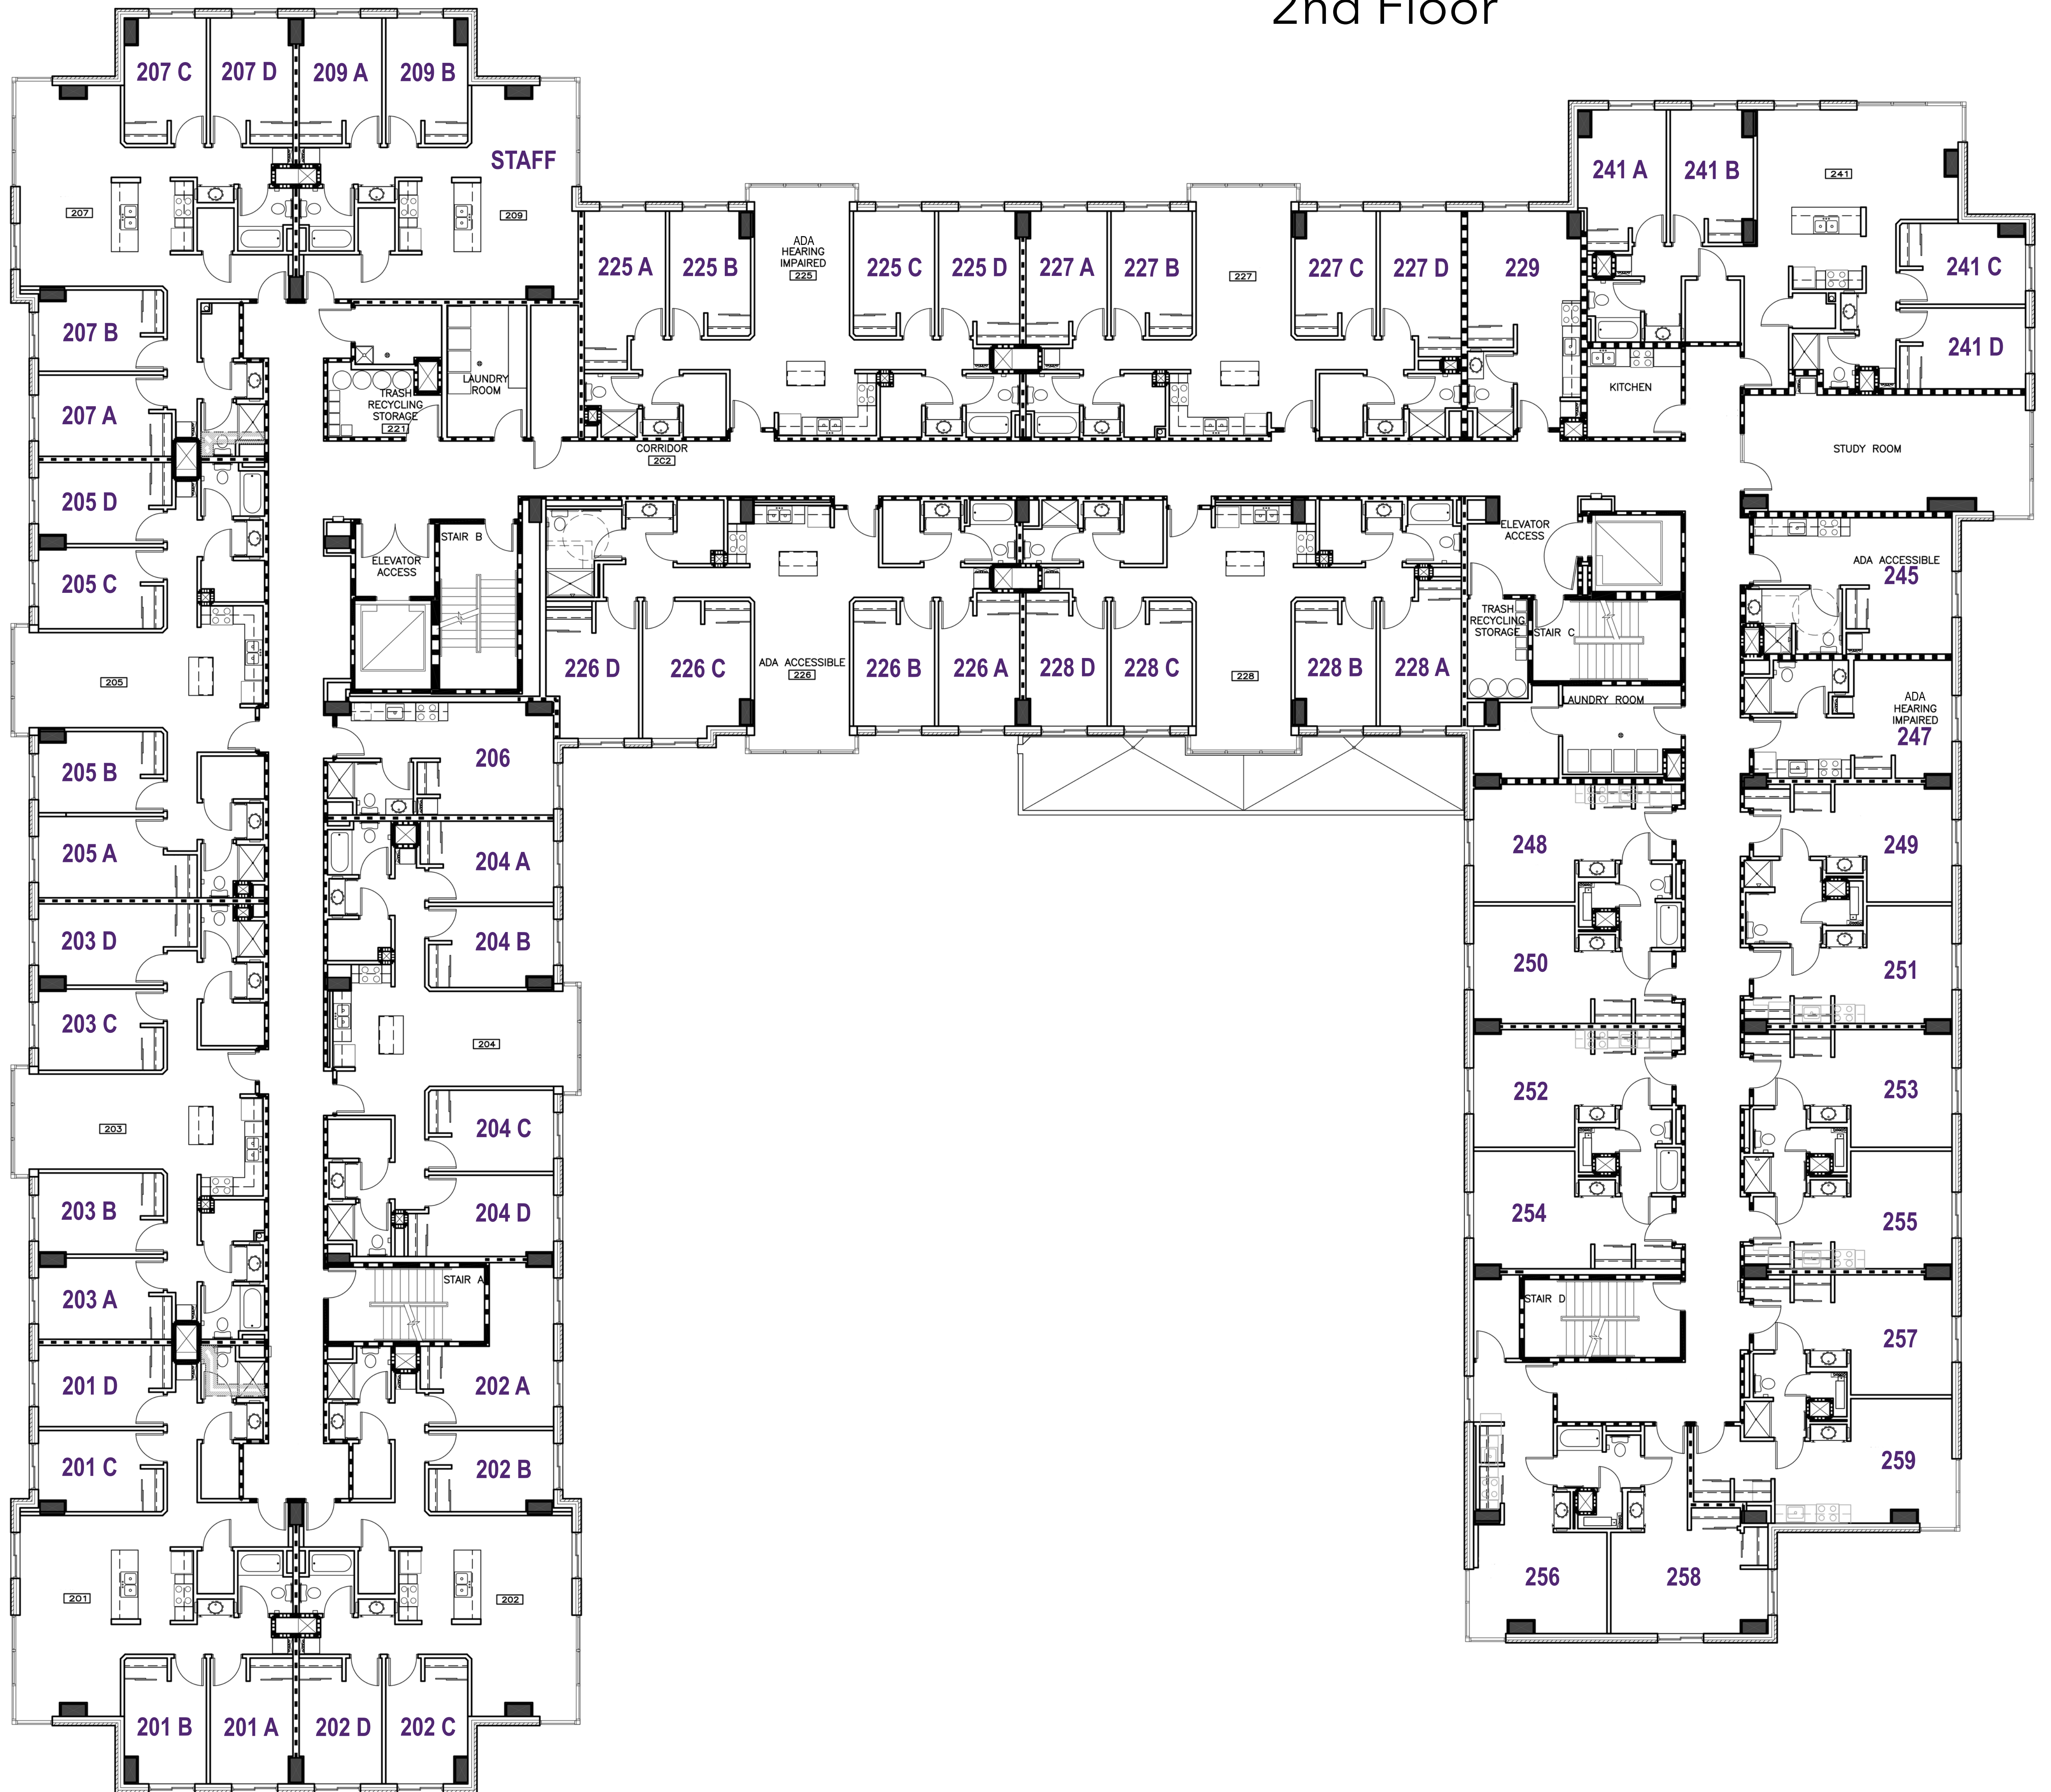 2nd Floor
207 C
207 D
209 A
209 B
STAFF
207
209
241 A
241 B
241
225 A
225 B
ADA
HEARING
IMPAIRED
225
225 C
225 D
227 A
227 B
227
227 C
227 D
229
241 C
241 D
207 B
207 A
TRASH
RECYCLING
STORAGE
221
LAUNDRY
ROOM
KITCHEN
CORRIDOR
2C2
STUDY ROOM
205 D
205 C
ELEVATOR
ACCESS
STAIR B
ELEVATOR
ACCESS
ADA ACCESSIBLE
245
205
226 D
226 C
ADA ACCESSIBLE
226
226 B
226 A
228 D
228 C
228
228 B
228 A
TRASH
RECYCLING
STORAGE
STAIR C
LAUNDRY ROOM
ADA
HEARING
IMPAIRED
247
205 B
206
205 A
204 A
248
249
203 D
204 B
250
251
203 C
204
252
253
203
204 C
203 B
204 D
254
255
203 A
STAIR A
STAIR D
257
201 D
202 A
201 C
202 B
259
201
202
256
258
201 B
201 A
202 D
202 C